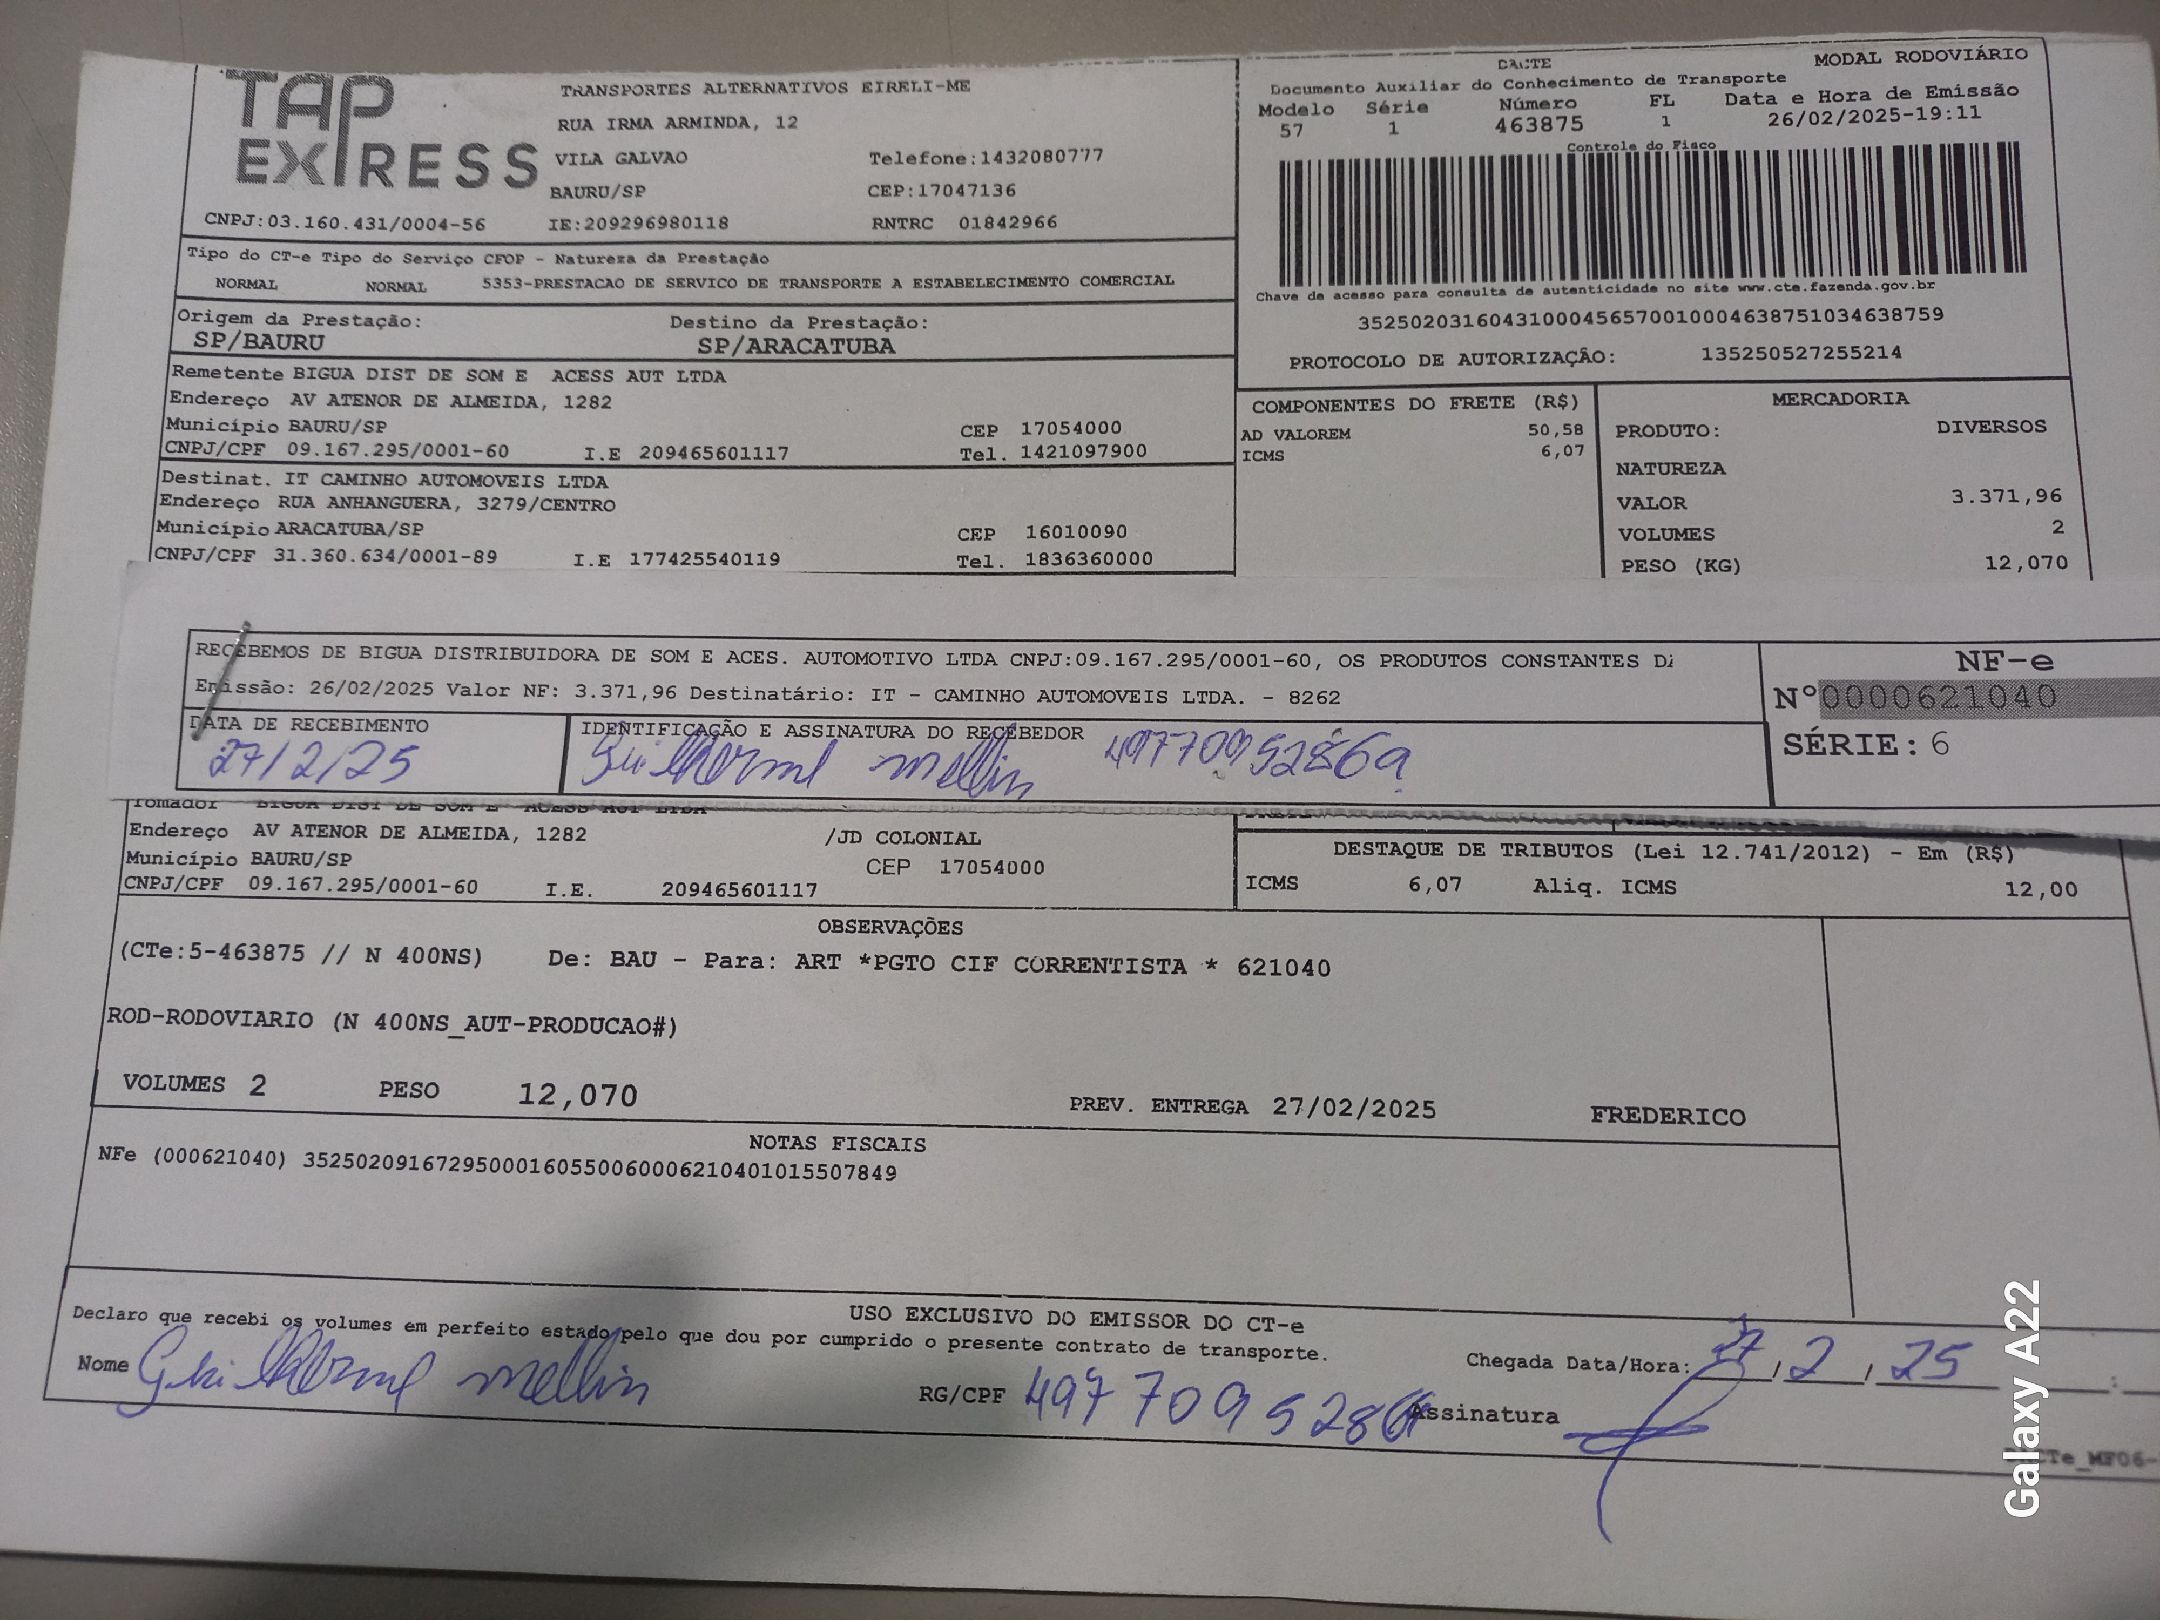 TAP
EXPRESS
TRANSPORTES ALTERNATIVOS EIRELI-ME
RUA IRMA ARMINDA, 12
VILA GALVAO Telefone:1432080777
BAURU/SP CEP:17047136
CNPJ:03.160.431/0004-56 IE:209296980118 RNTRC 01842966
DACTE MODAL RODOVIÁRIO
Documento Auxiliar do Conhecimento de Transporte
Modelo Série Número FL Data e Hora de Emissão
57 1 463875 1 26/02/2025-19:11
Controle do Fisco
Chave de acesso para consulta de autenticidade no site www.cte.fazenda.gov.br
35250203160431000456570010004638751034638759
PROTOCOLO DE AUTORIZAÇÃO: 135250527255214
Tipo do CT-e Tipo do Serviço CFOP - Natureza da Prestação
NORMAL NORMAL 5353-PRESTACAO DE SERVICO DE TRANSPORTE A ESTABELECIMENTO COMERCIAL
Origem da Prestação: Destino da Prestação:
SP/BAURU SP/ARACATUBA
Remetente BIGUA DIST DE SOM E ACESS AUT LTDA
Endereço AV ATENOR DE ALMEIDA, 1282
Município BAURU/SP CEP 17054000
CNPJ/CPF 09.167.295/0001-60 I.E 209465601117 Tel. 1421097900
Destinat. IT CAMINHO AUTOMOVEIS LTDA
Endereço RUA ANHANGUERA, 3279/CENTRO
Município ARACATUBA/SP CEP 16010090
CNPJ/CPF 31.360.634/0001-89 I.E 177425540119 Tel. 1836360000
COMPONENTES DO FRETE (R$)
AD VALOREM 50,58
ICMS 6,07
MERCADORIA
PRODUTO: DIVERSOS
NATUREZA
VALOR 3.371,96
VOLUMES 2
PESO (KG) 12,070
RECEBEMOS DE BIGUA DISTRIBUIDORA DE SOM E ACES. AUTOMOTIVO LTDA CNPJ:09.167.295/0001-60, OS PRODUTOS CONSTANTES
Emissão: 26/02/2025 Valor NF: 3.371,96 Destinatário: IT - CAMINHO AUTOMOVEIS LTDA. - 8262
DATA DE RECEBIMENTO IDENTIFICAÇÃO E ASSINATURA DO RECEBEDOR
27/2/25 Guilherme mellin
NF-e
Nº0000621040
SÉRIE: 6
Tomador BIGUA DIST DE SOM E ACESS AUT LTDA
Endereço AV ATENOR DE ALMEIDA, 1282 /JD COLONIAL
Município BAURU/SP CEP 17054000
CNPJ/CPF 09.167.295/0001-60 I.E. 209465601117
DESTAQUE DE TRIBUTOS (Lei 12.741/2012) - Em (R$)
ICMS 6,07 Aliq. ICMS 12,00
OBSERVAÇÕES
(CTe:5-463875 // N 400NS) De: BAU - Para: ART *PGTO CIF CORRENTISTA * 621040
ROD-RODOVIARIO (N 400NS_AUT-PRODUCAO#)
VOLUMES 2 PESO 12,070 PREV. ENTREGA 27/02/2025 FREDERICO
NOTAS FISCAIS
NFe (000621040) 35250209167295000160550060006210401015507849
USO EXCLUSIVO DO EMISSOR DO CT-e
Declaro que recebi os volumes em perfeito estado pelo que dou por cumprido o presente contrato de transporte.
Nome Guilherme mellin RG/CPF Assinatura
Chegada Data/Hora: 27/2/25 :
Galaxy A22